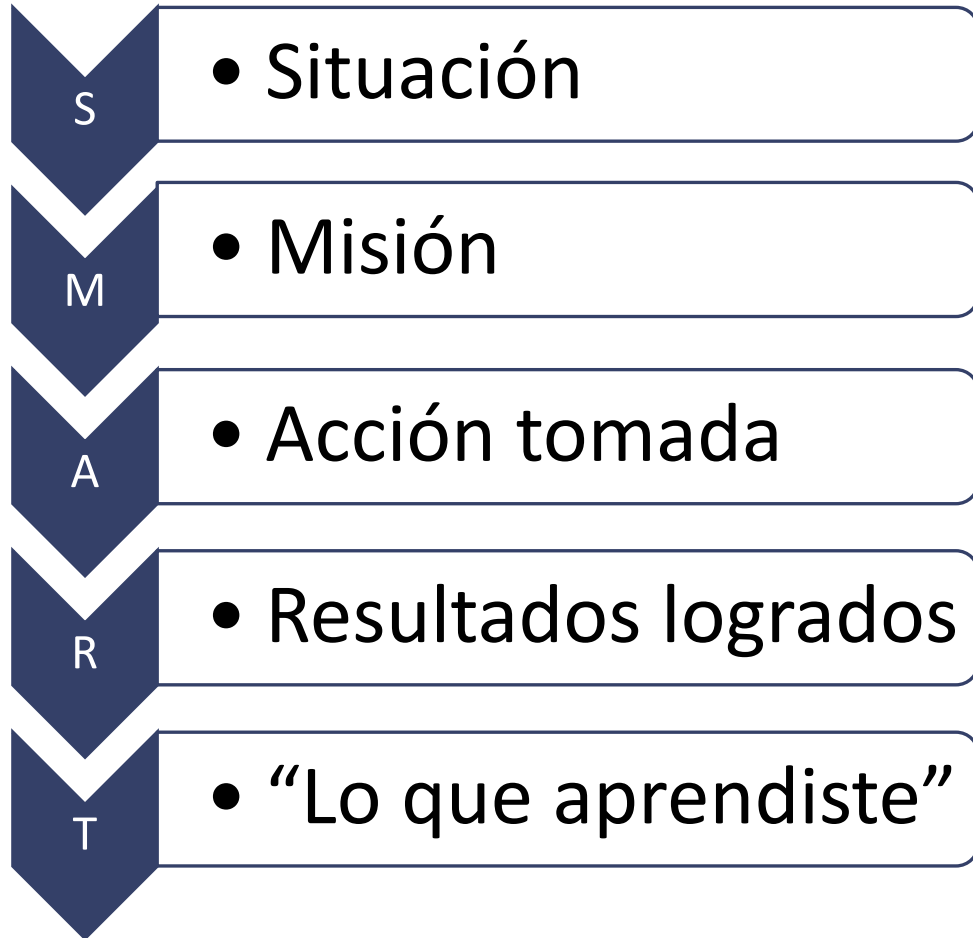 S
• Situación
M
• Misión
A
• Acción tomada
R
• Resultados logrados
T
• “Lo que aprendiste”